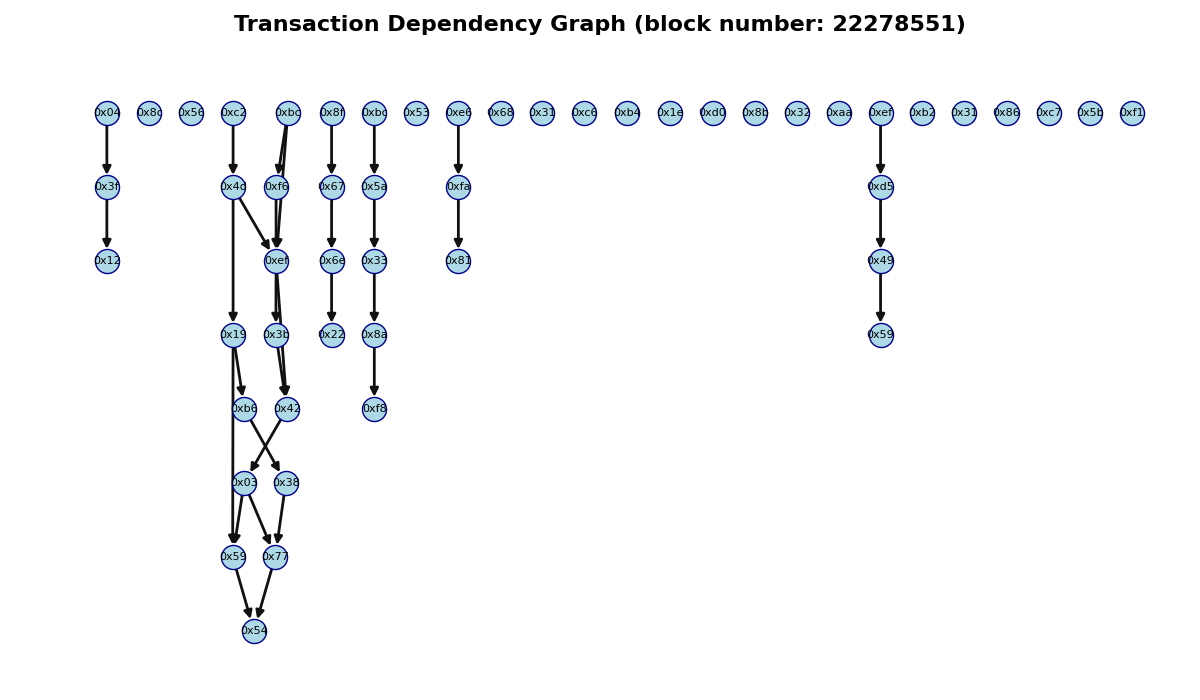 Transaction Dependency Graph (block number: 22278551)
0x04 0x8c 0x56 0xc2 0xbc 0x8f 0xbc 0x53 0xe6 0x68 0x31 0xc6 0xb4 0x1e 0xd0 0x8b 0x32 0xaa 0xef 0xb2 0x31 0x86 0xc7 0x5b 0xf1
0x3f 0x4d 0xf6 0x67 0x5a 0xfa 0xd5
0x12 0xef 0x6e 0x33 0x81 0x49
0x19 0x3b 0x22 0x8a 0x59
0xb6 0x42 0xf8
0x03 0x38
0x59 0x77
0x54